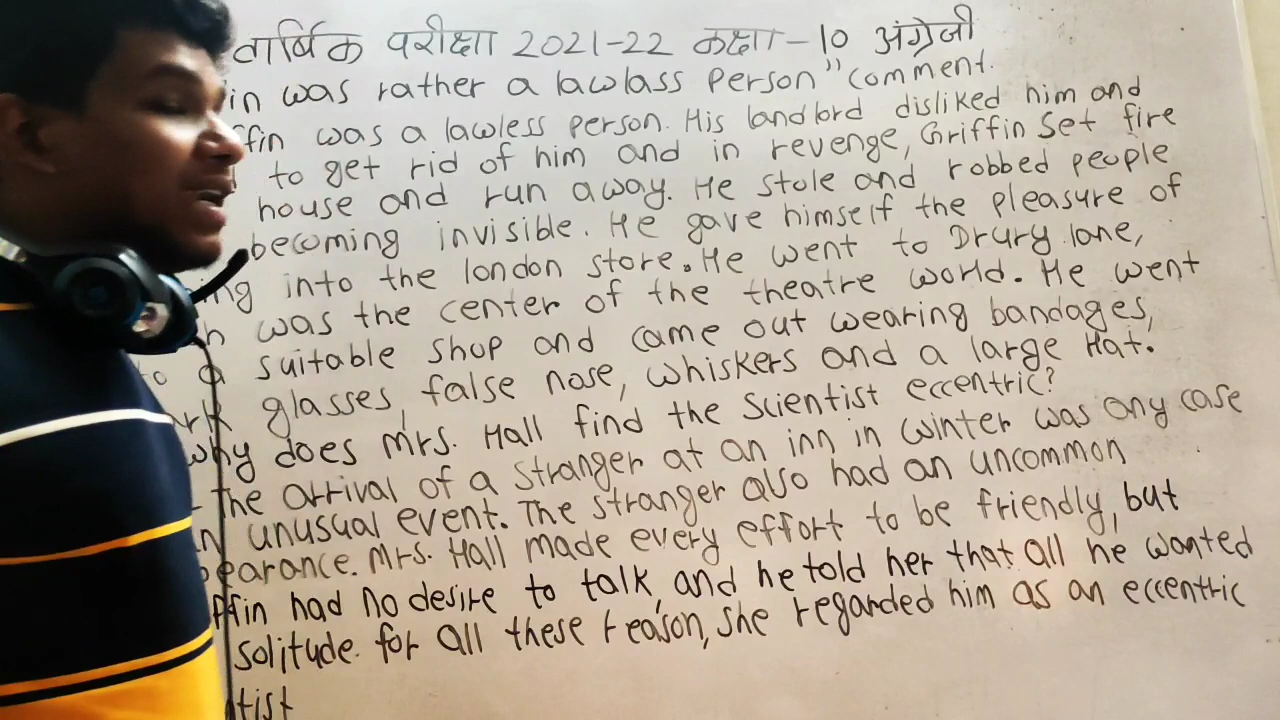 वार्षिक परीक्षा 2021-22 कक्षा-10 अंग्रेजी
in was rather a lawlass person" comment.
ffin was a lawless person. His landlord disliked him and
to get rid of him and in revenge, Griffin set fire
house and run away. He stole and robbed people
becoming invisible. He gave himself the pleasure of
ng into the london store. He went to Drury lane,
h was the center of the theatre world. He went
to a suitable shop and came out wearing bandages,
ark glasses, false nose, whiskers and a large Hat.
why does Mrs. Hall find the Scientist eccentric?
The arrival of a stranger at an inn in winter was any case
an unusual event. The stranger also had an uncommon
pearance. Mrs. Hall made every effort to be friendly, but
ffin had no desire to talk, and he told her that all he wanted
solitude. for all these reason, she regarded him as an eccentric
tist